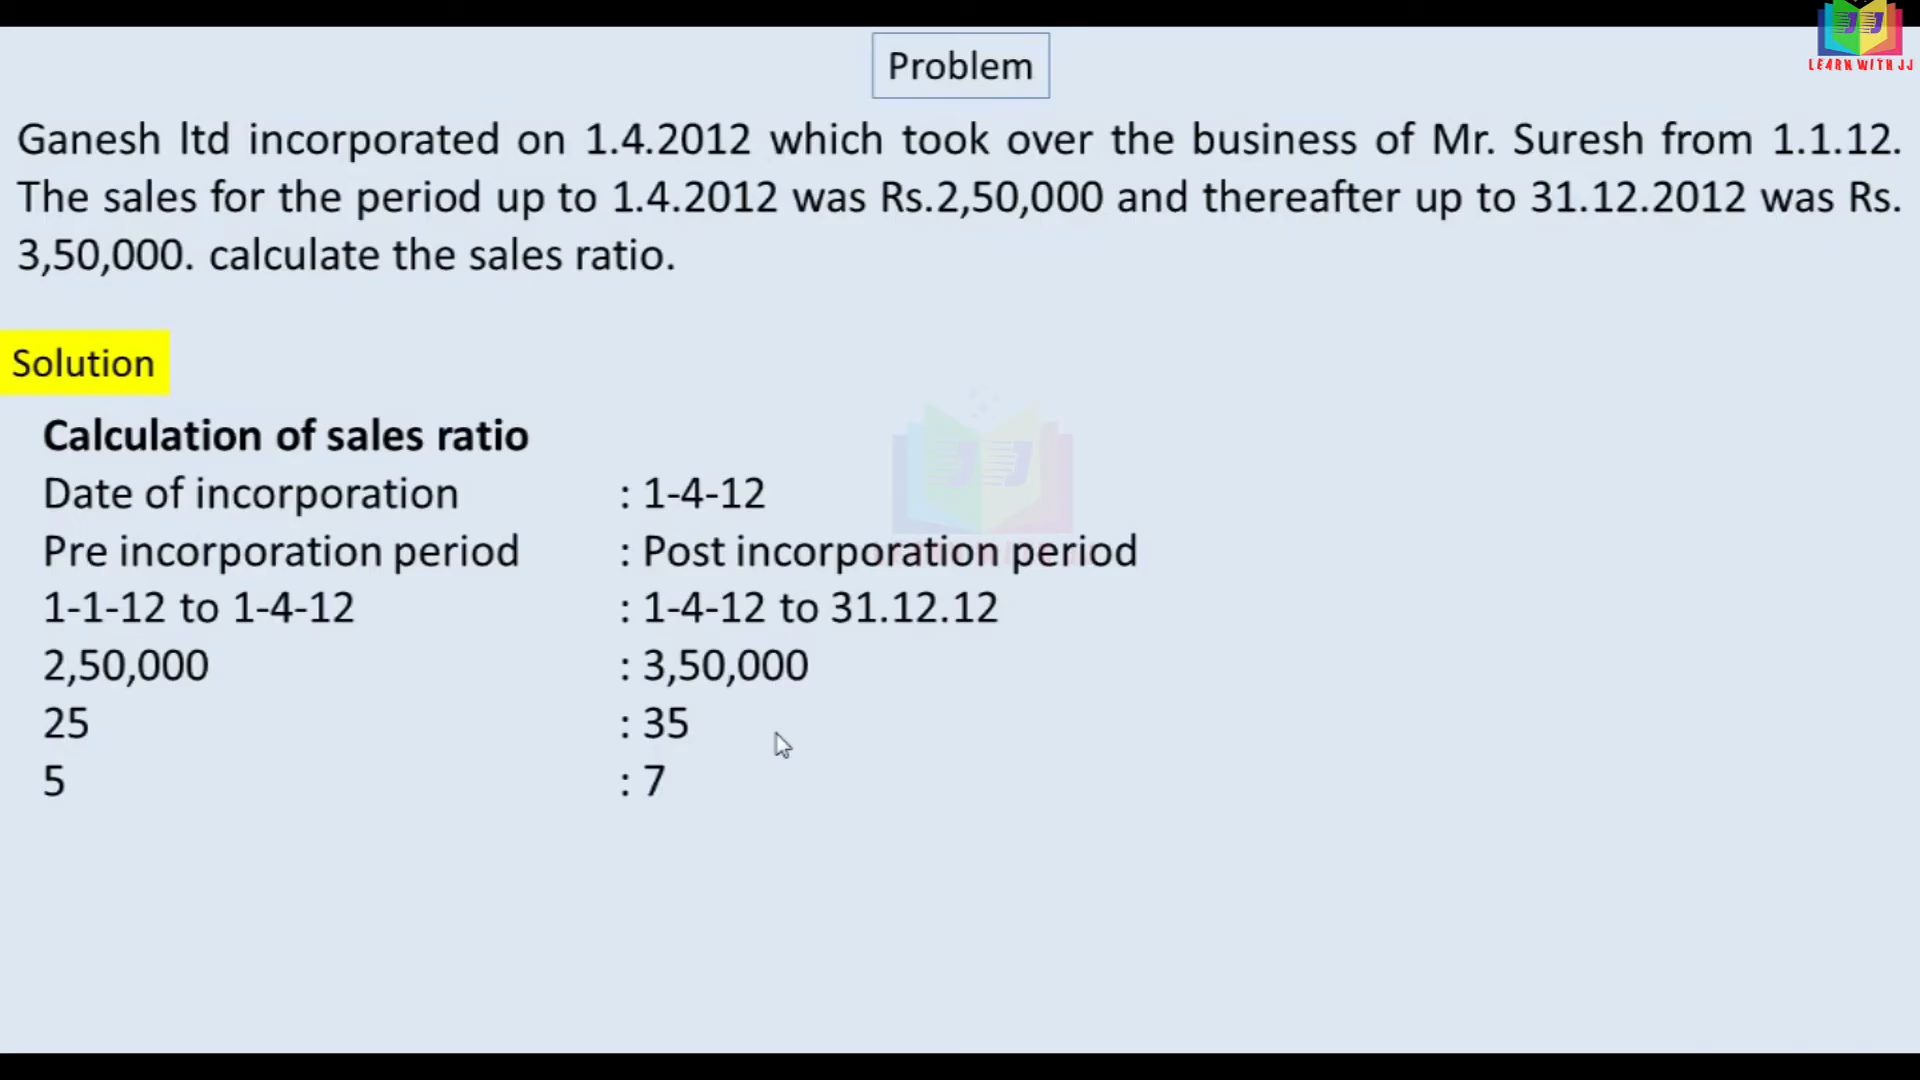 Problem
LEARN WITH JJ
Ganesh ltd incorporated on 1.4.2012 which took over the business of Mr. Suresh from 1.1.12.
The sales for the period up to 1.4.2012 was Rs.2,50,000 and thereafter up to 31.12.2012 was Rs.
3,50,000. calculate the sales ratio.
Solution
Calculation of sales ratio
Date of incorporation : 1-4-12
Pre incorporation period : Post incorporation period
1-1-12 to 1-4-12 : 1-4-12 to 31.12.12
2,50,000 : 3,50,000
25 : 35
5 : 7